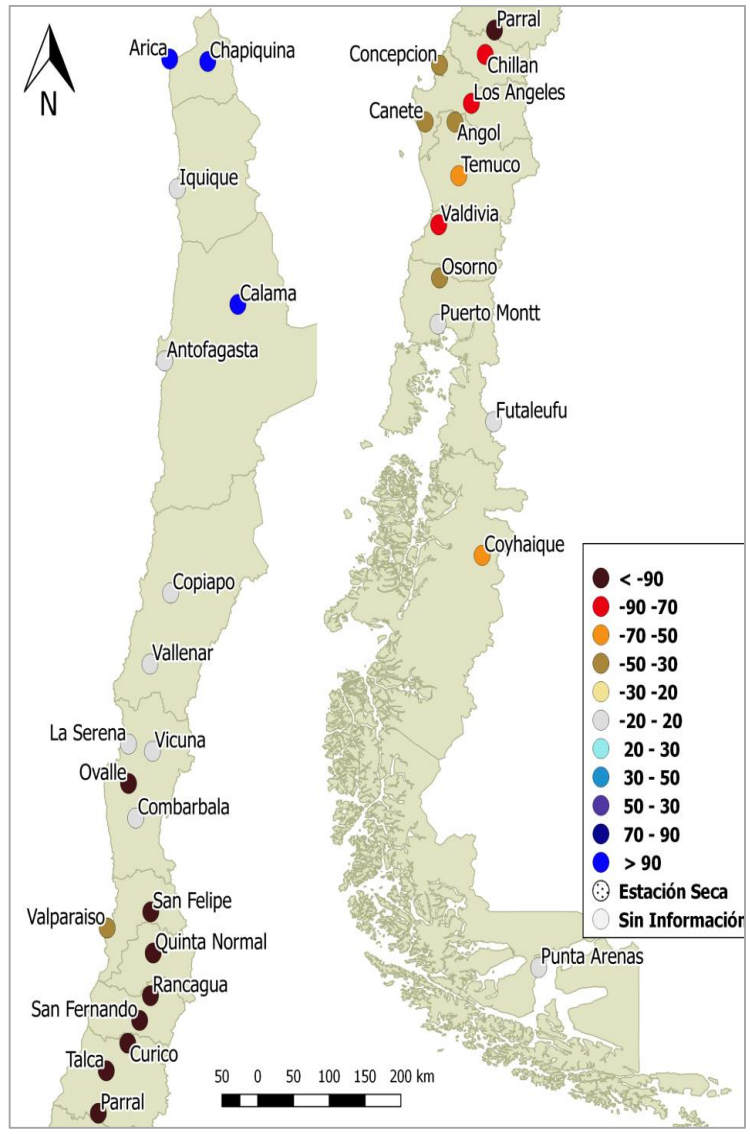 N
Arica
Chapiquina
Iquique
Calama
Antofagasta
Copiapo
Vallenar
La Serena
Vicuna
Ovalle
Combarbala
San Felipe
Valparaiso
Quinta Normal
Rancagua
San Fernando
Curico
Talca
Parral
50 0 50 100 150 200 km
Parral
Concepcion
Chillan
Los Angeles
Canete
Angol
Temuco
Valdivia
Osorno
Puerto Montt
Futaleufu
Coyhaique
Punta Arenas
< -90
-90 -70
-70 -50
-50 -30
-30 -20
-20 - 20
20 - 30
30 - 50
50 - 30
70 - 90
> 90
Estación Seca
Sin Información